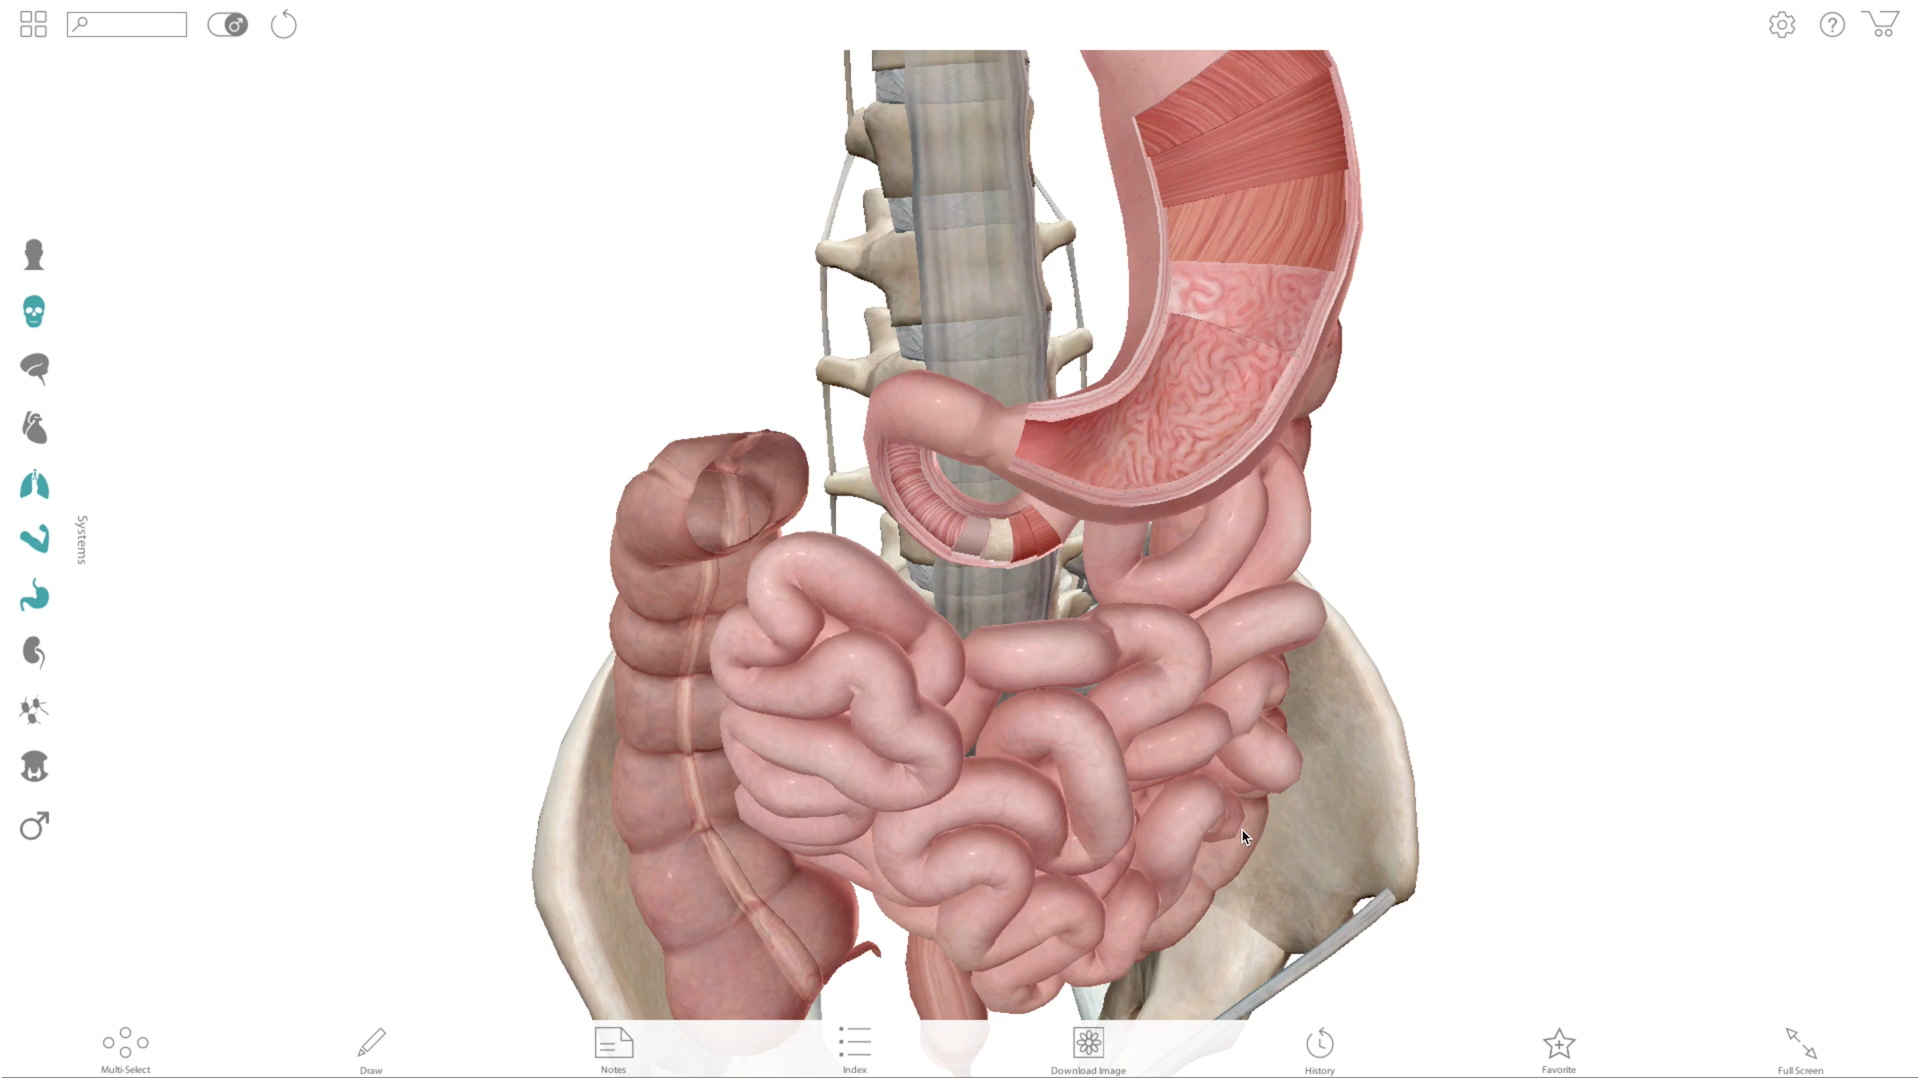 Systems
Multi-Select
Draw
Notes
Index
Download Image
History
Favorite
Full Screen